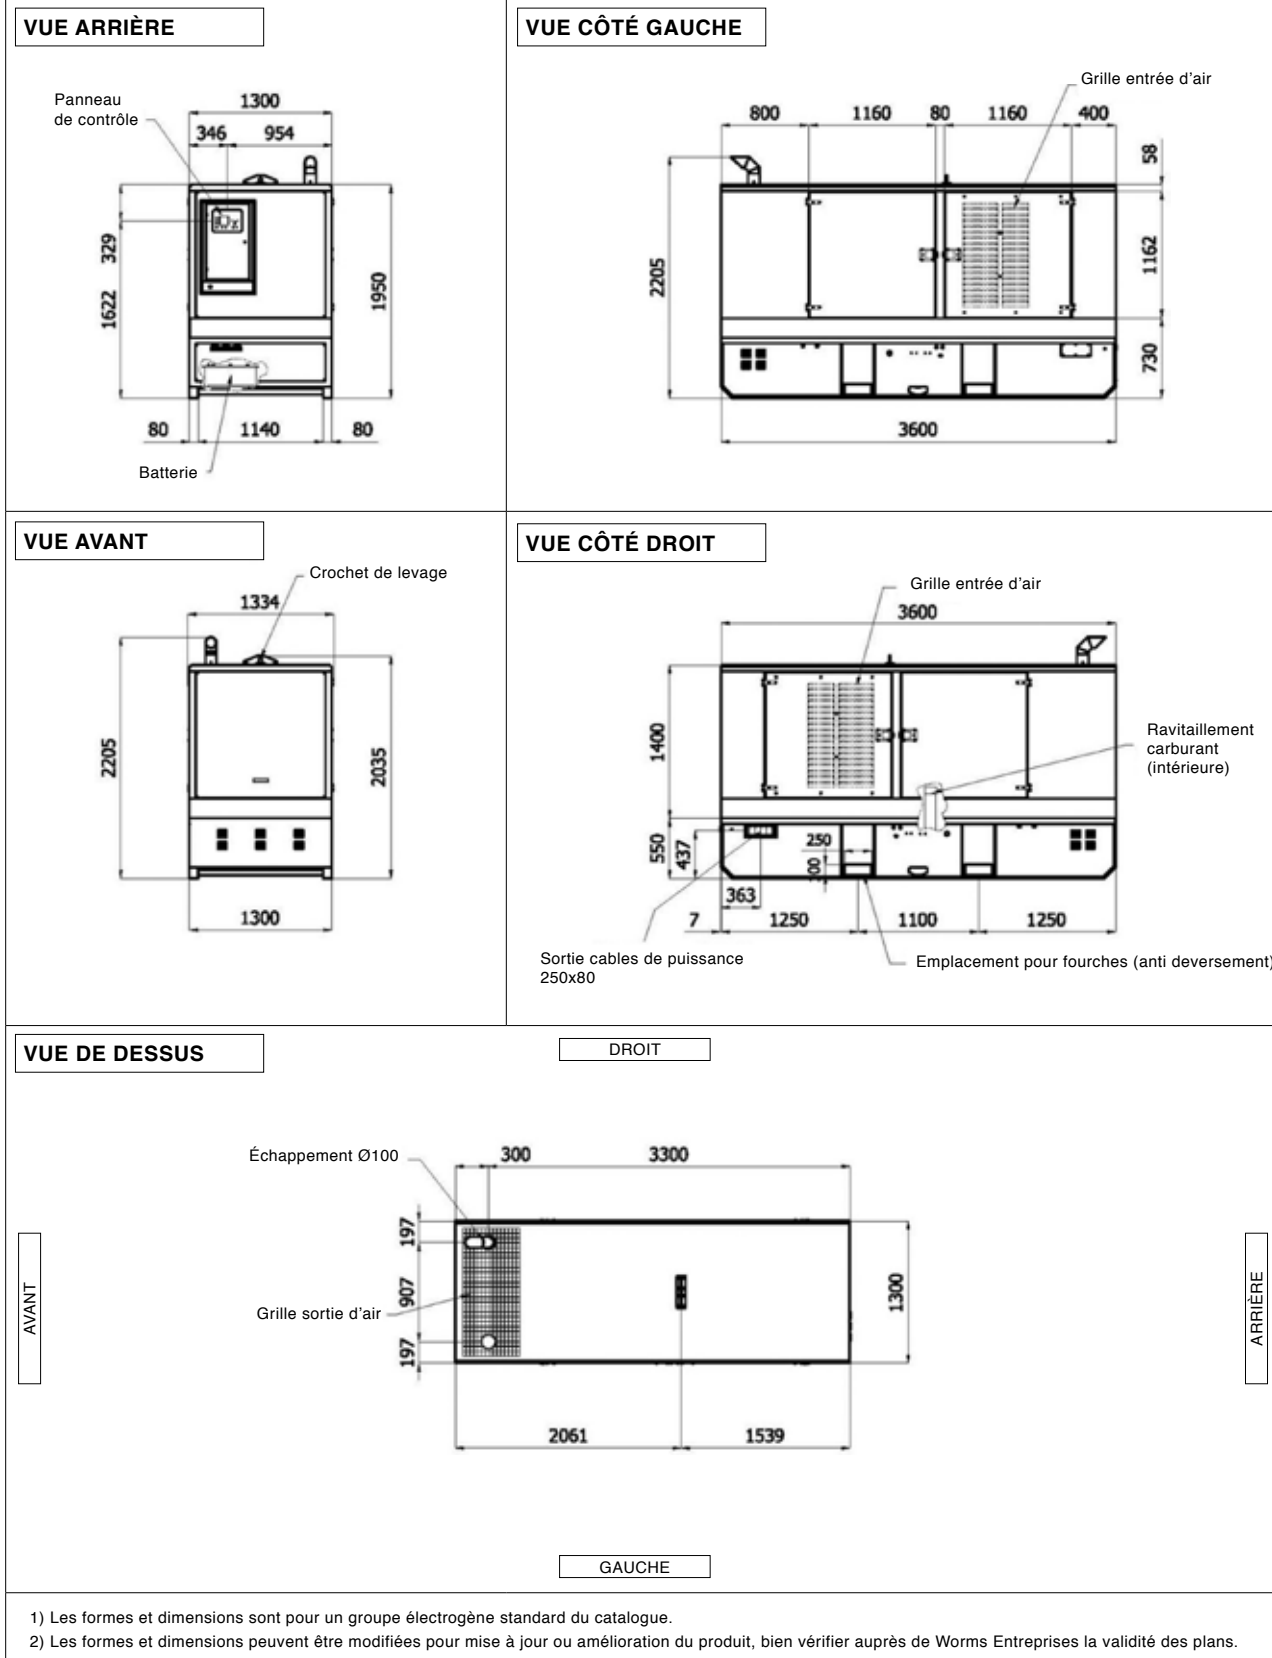 VUE ARRIÈRE
Panneau
de contrôle
1300
346
954
329
1622
1950
80
1140
80
Batterie
VUE CÔTÉ GAUCHE
Grille entrée d'air
800
1160
80
1160
400
58
2205
1162
730
3600
VUE AVANT
Crochet de levage
1334
2205
2035
1300
VUE CÔTÉ DROIT
Grille entrée d'air
3600
1400
Ravitaillement
carburant
(intérieure)
550
437
250
363
7
1250
1100
1250
Sortie cables de puissance
250x80
Emplacement pour fourches (anti deversement)
VUE DE DESSUS
DROIT
Échappement Ø100
300
3300
197
907
197
1300
Grille sortie d'air
AVANT
ARRIÈRE
2061
1539
GAUCHE
1) Les formes et dimensions sont pour un groupe électrogène standard du catalogue.
2) Les formes et dimensions peuvent être modifiées pour mise à jour ou amélioration du produit, bien vérifier auprès de Worms Entreprises la validité des plans.